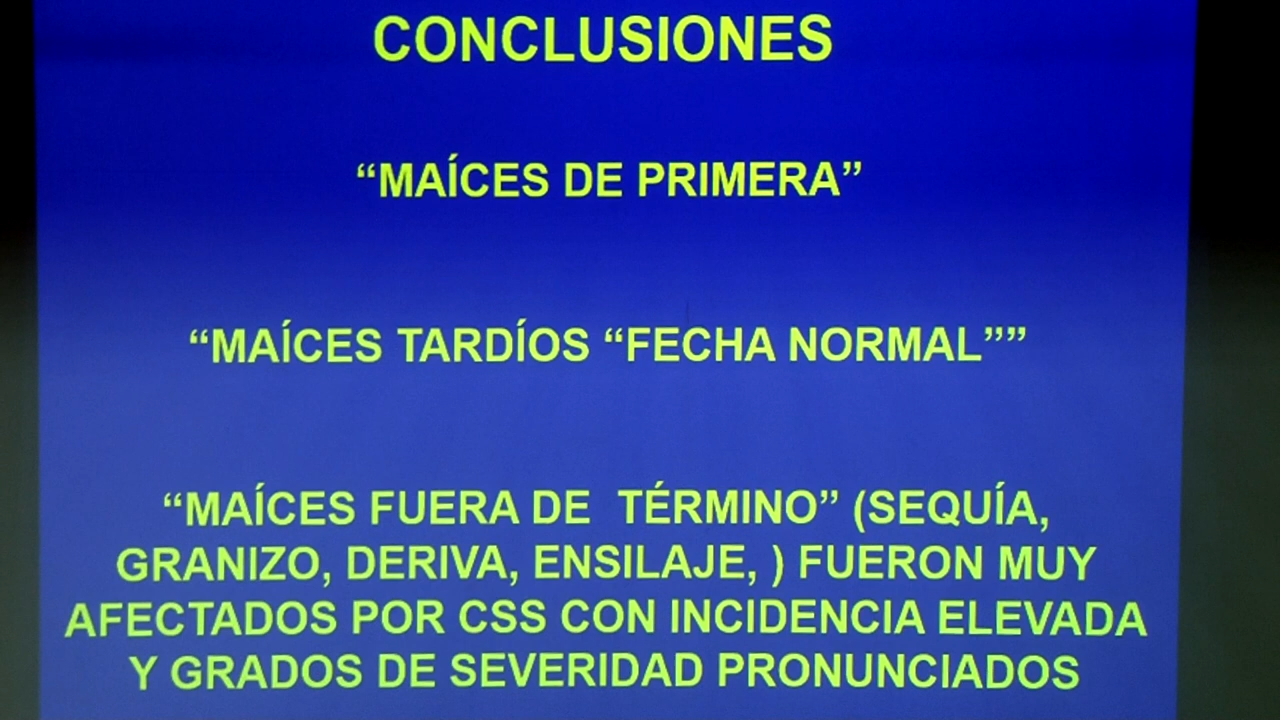 CONCLUSIONES
“MAÍCES DE PRIMERA”
“MAÍCES TARDÍOS “FECHA NORMAL””
“MAÍCES FUERA DE  TÉRMINO” (SEQUÍA,
GRANIZO, DERIVA, ENSILAJE, ) FUERON MUY
AFECTADOS POR CSS CON INCIDENCIA ELEVADA
Y GRADOS DE SEVERIDAD PRONUNCIADOS